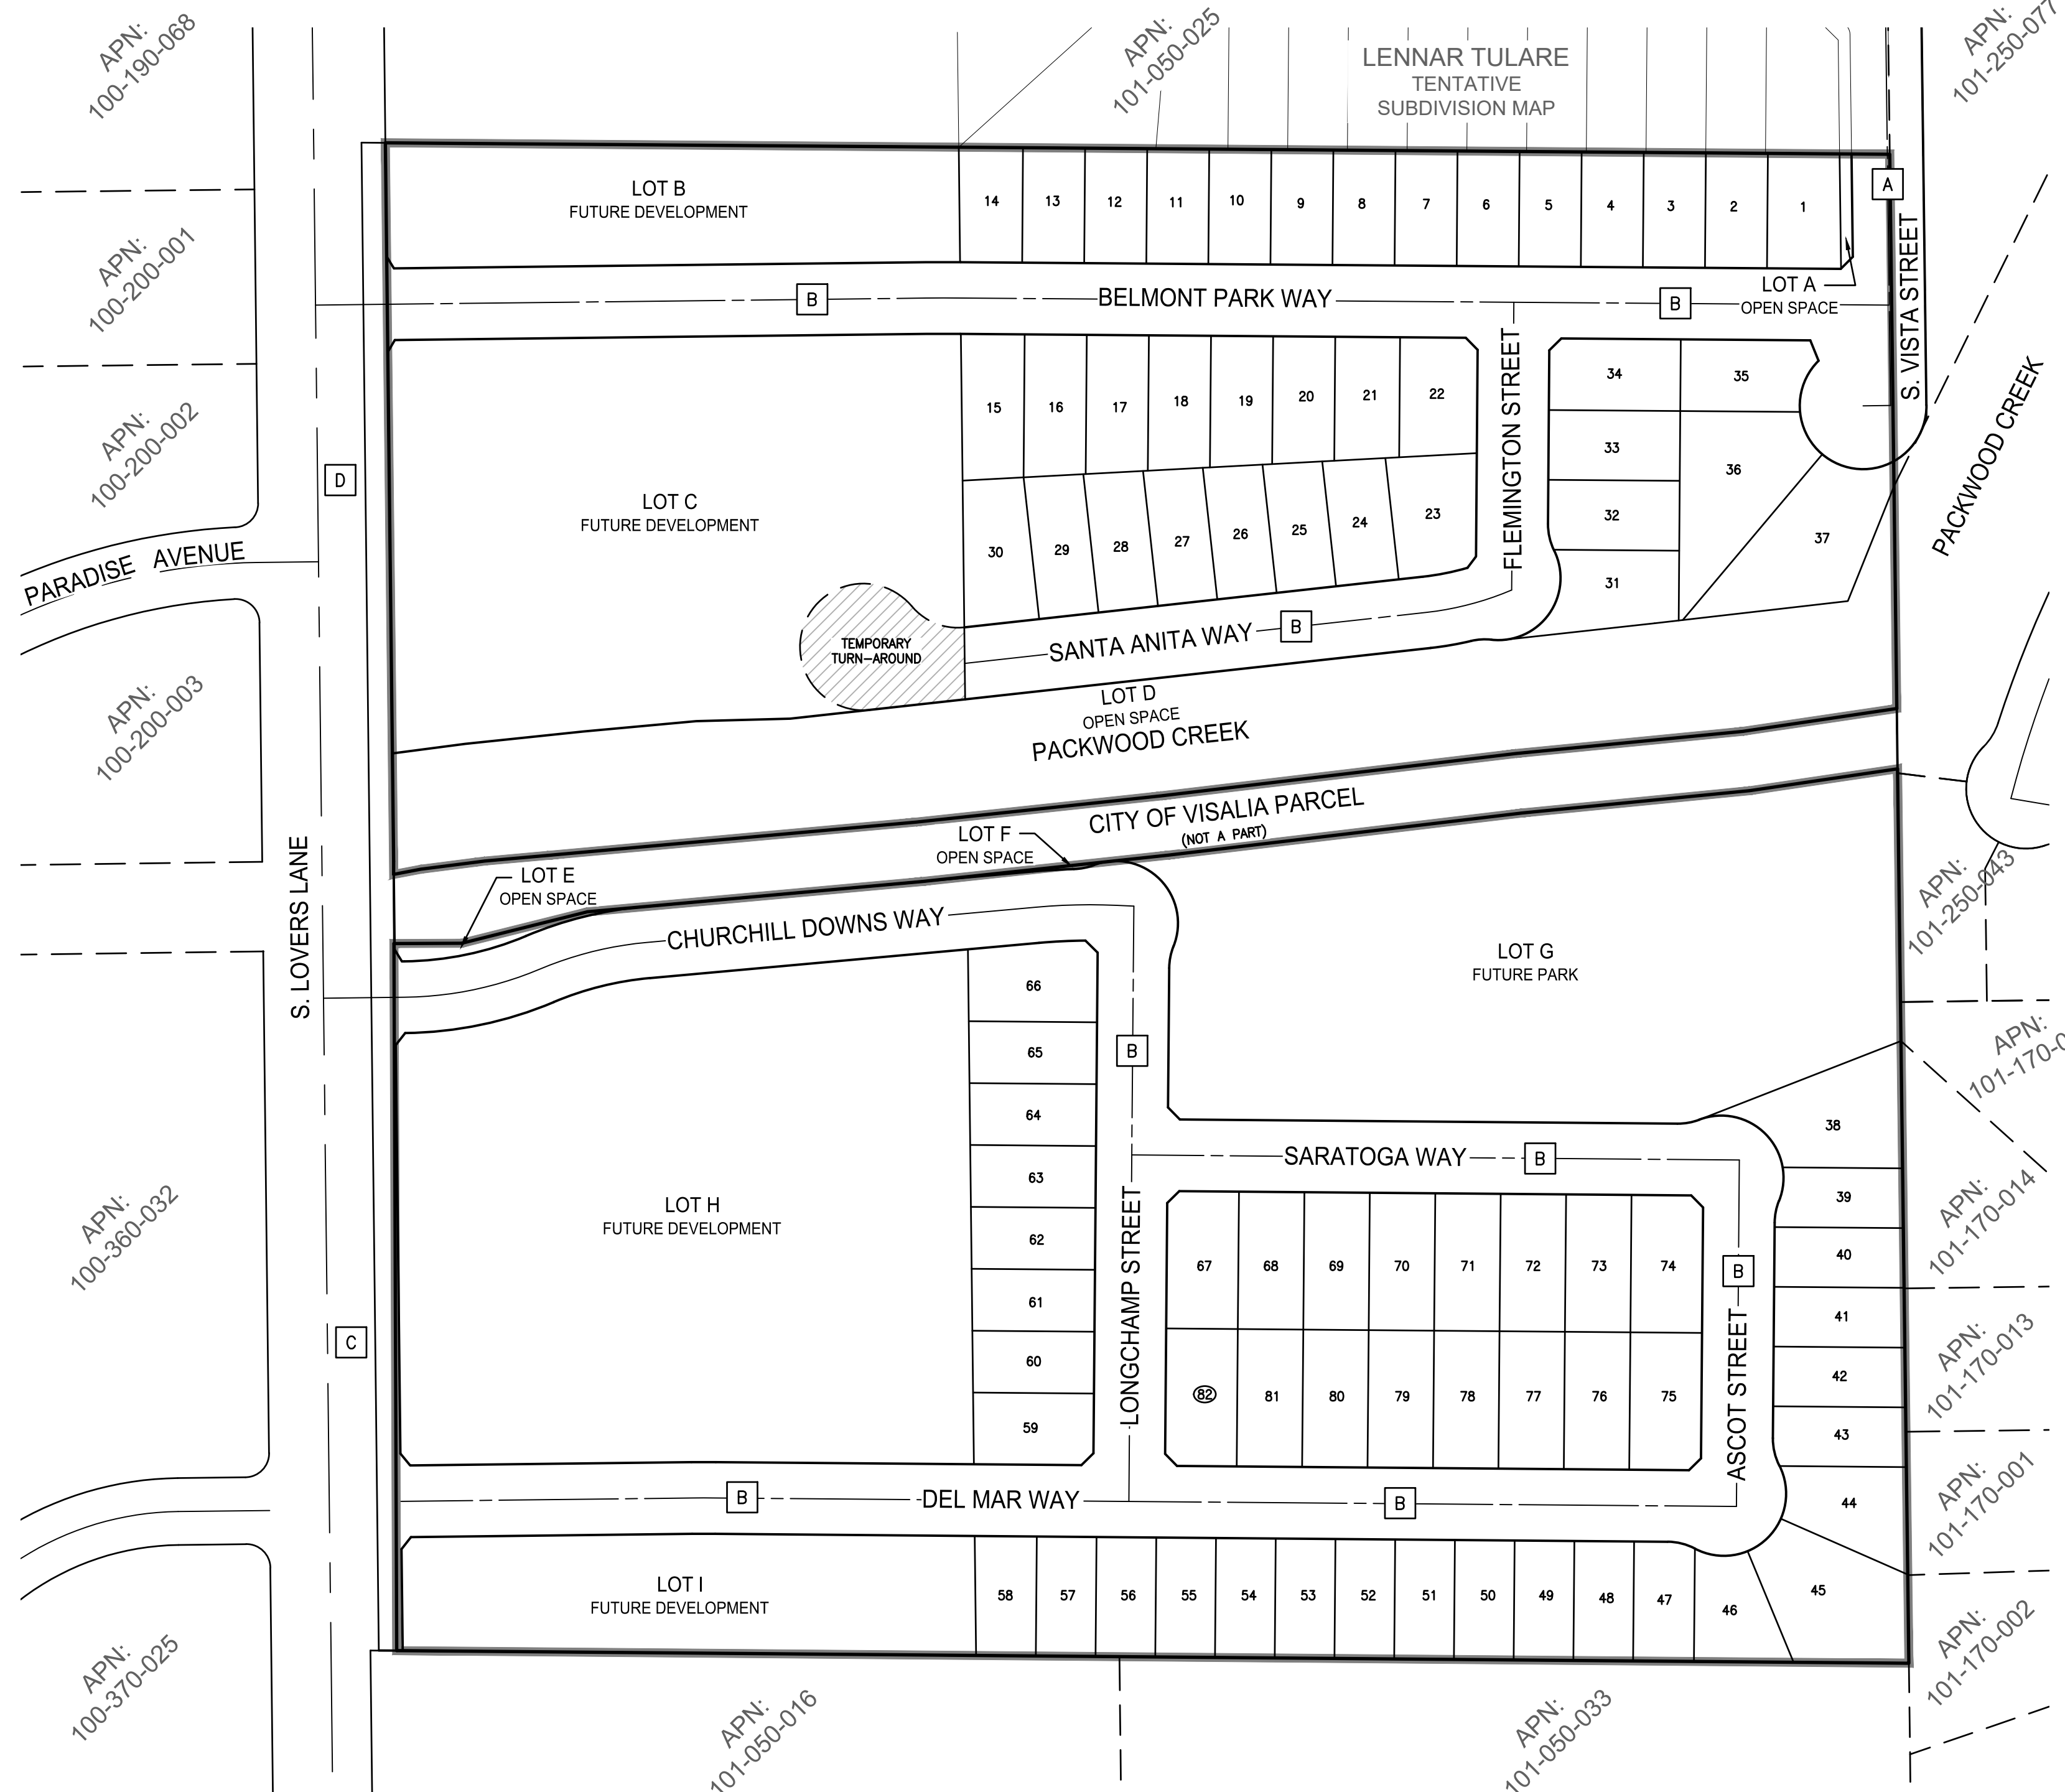 APN:
100-190-068
APN:
101-050-025
LENNAR TULARE
TENTATIVE
SUBDIVISION MAP
APN:
101-250-077
LOT B
FUTURE DEVELOPMENT
14
13
12
11
10
9
8
7
6
5
4
3
2
1
A
APN:
100-200-001
LOT A
OPEN SPACE
S. VISTA STREET
B
BELMONT PARK WAY
B
APN:
100-200-002
D
LOT C
FUTURE DEVELOPMENT
15
16
17
18
19
20
21
22
FLEMINGTON STREET
34
35
33
36
32
37
31
PACKWOOD CREEK
30
29
28
27
26
25
24
23
PARADISE AVENUE
TEMPORARY
TURN-AROUND
SANTA ANITA WAY
B
APN:
100-200-003
LOT D
OPEN SPACE
PACKWOOD CREEK
CITY OF VISALIA PARCEL
(NOT A PART)
LOT F
OPEN SPACE
LOT E
OPEN SPACE
S. LOVERS LANE
CHURCHILL DOWNS WAY
APN:
101-250-043
LOT G
FUTURE PARK
66
65
64
63
62
61
60
59
B
APN:
101-170-0
38
39
40
41
42
43
44
45
SARATOGA WAY
B
APN:
101-170-014
APN:
100-360-032
LOT H
FUTURE DEVELOPMENT
LONGCHAMP STREET
67
68
69
70
71
72
73
74
B
C
82
81
80
79
78
77
76
75
ASCOT STREET
APN:
101-170-013
B
DEL MAR WAY
B
APN:
101-170-001
LOT I
FUTURE DEVELOPMENT
58
57
56
55
54
53
52
51
50
49
48
47
46
APN:
100-370-025
APN:
101-050-016
APN:
101-050-033
APN:
101-170-002